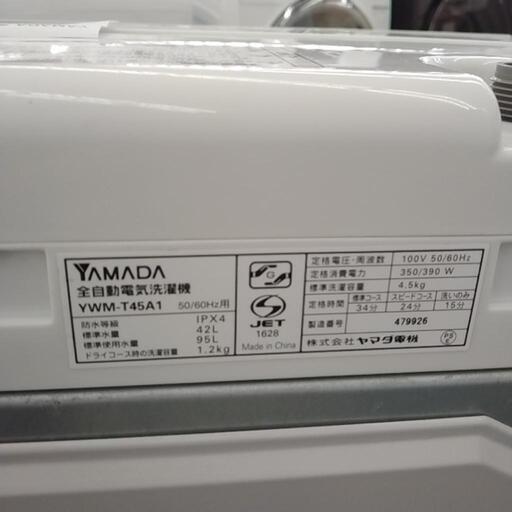 YAMADA
全自動電気洗濯機
YWM-T45A1 50/60Hz用
防水等級 IPX4
標準水量 42L
標準使用水量 95L
ドライコース時の洗濯容量 1.2kg
G
JET
1628
Made in China
定格電圧・周波数 100V 50/60Hz
定格消費電力 350/390 W
標準洗濯容量 4.5kg
定格時間 標準コース スピードコース 洗いのみ
34分 24分 15分
製造番号 479926
株式会社 ヤマダ電機
PS
E